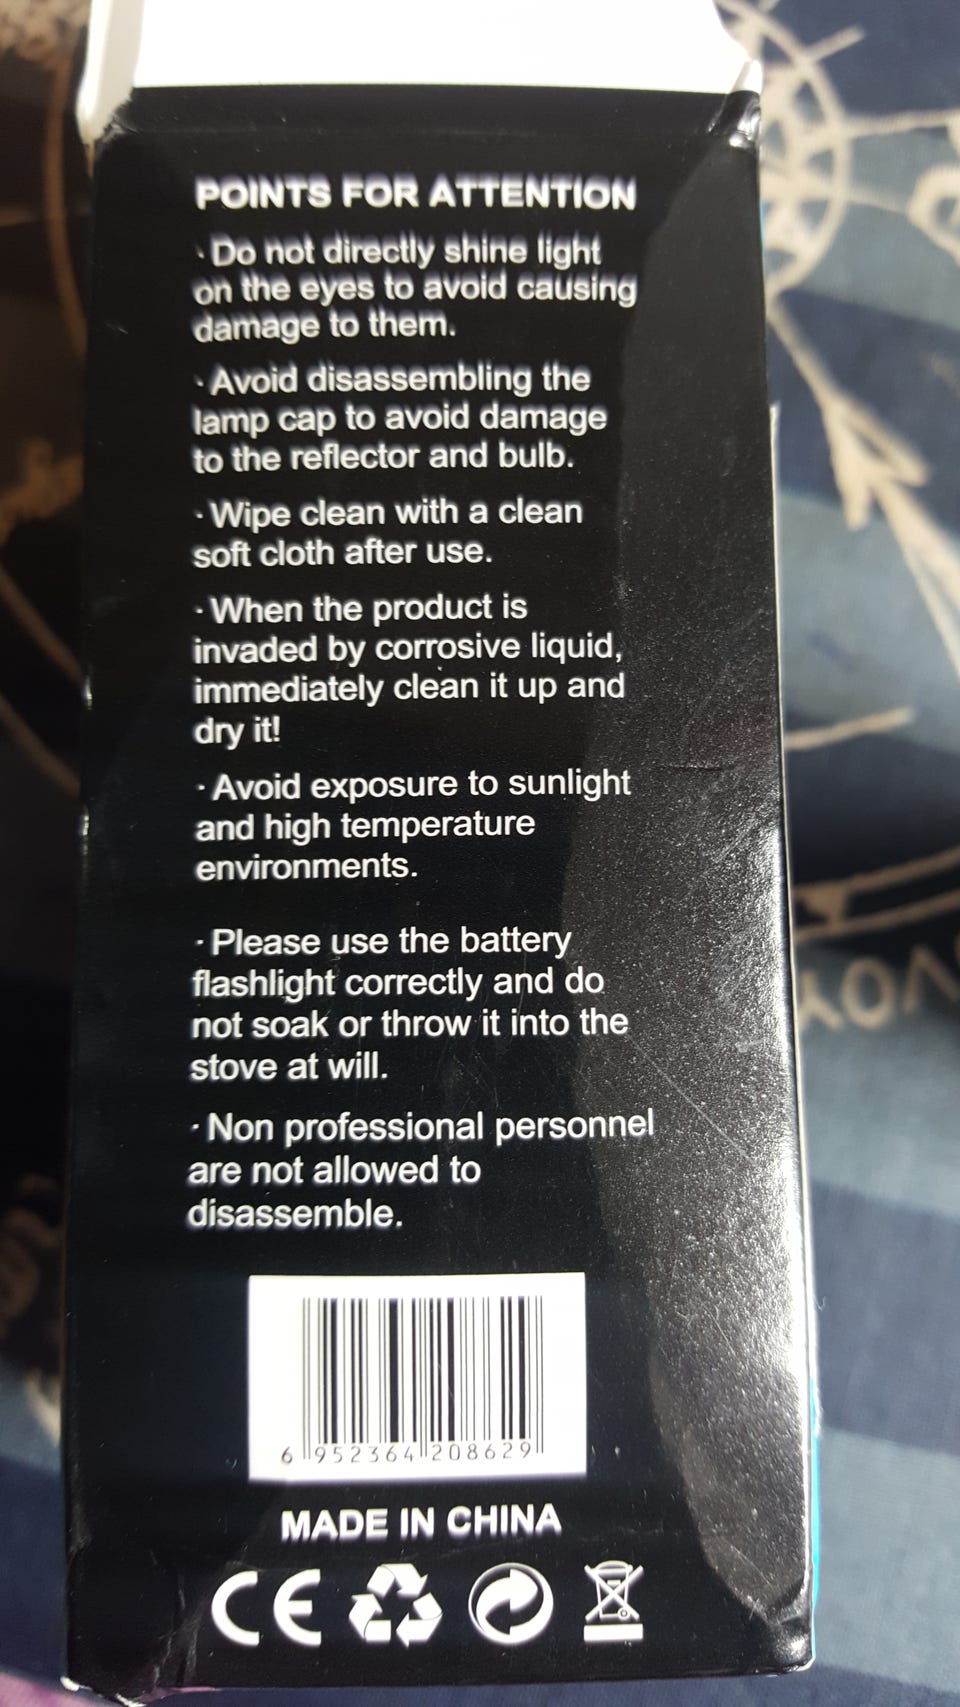 POINTS FOR ATTENTION
· Do not directly shine light
on the eyes to avoid causing
damage to them.
· Avoid disassembling the
lamp cap to avoid damage
to the reflector and bulb.
· Wipe clean with a clean
soft cloth after use.
· When the product is
invaded by corrosive liquid,
immediately clean it up and
dry it!
· Avoid exposure to sunlight
and high temperature
environments.
· Please use the battery
flashlight correctly and do
not soak or throw it into the
stove at will.
· Non professional personnel
are not allowed to
disassemble.
6 952364 208629
MADE IN CHINA
CE